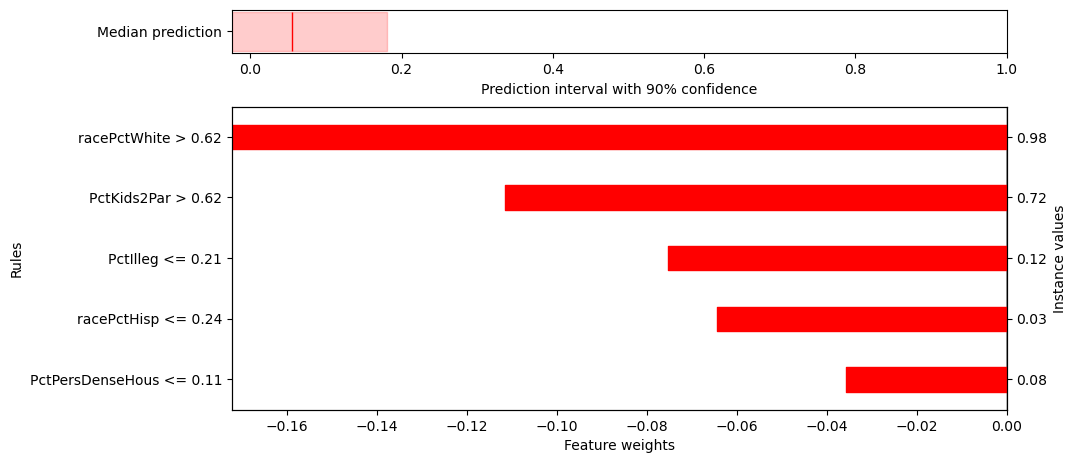 Median prediction
0.0 0.2 0.4 0.6 0.8 1.0
Prediction interval with 90% confidence
racePctWhite > 0.62 0.98
PctKids2Par > 0.62 0.72
PctIlleg <= 0.21 0.12
racePctHisp <= 0.24 0.03
PctPersDenseHous <= 0.11 0.08
Rules
Instance values
−0.16 −0.14 −0.12 −0.10 −0.08 −0.06 −0.04 −0.02 0.00
Feature weights